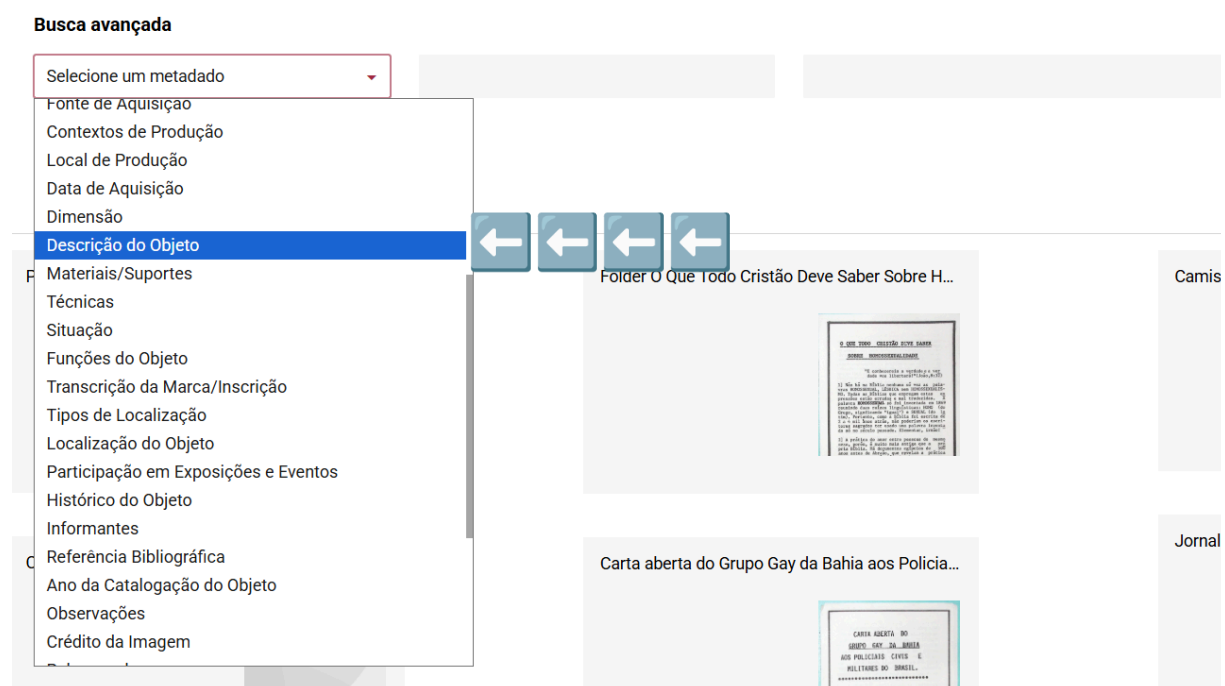 Busca avançada
Selecione um metadado
Fonte de Aquisição
Contextos de Produção
Local de Produção
Data de Aquisição
Dimensão
Descrição do Objeto
Materiais/Suportes
Técnicas
Situação
Funções do Objeto
Transcrição da Marca/Inscrição
Tipos de Localização
Localização do Objeto
Participação em Exposições e Eventos
Histórico do Objeto
Informantes
Referência Bibliográfica
Ano da Catalogação do Objeto
Observações
Crédito da Imagem
Folder O Que Todo Cristão Deve Saber Sobre H...
O QUE TODO CRISTÃO DEVE SABER
SOBRE HOMOSSEXUALIDADE
Carta aberta do Grupo Gay da Bahia aos Policia...
CARTA ABERTA DO
GRUPO GAY DA BAHIA
AOS POLICIAIS CIVIS E
MILITARES DO BRASIL.
Camis
Jornal